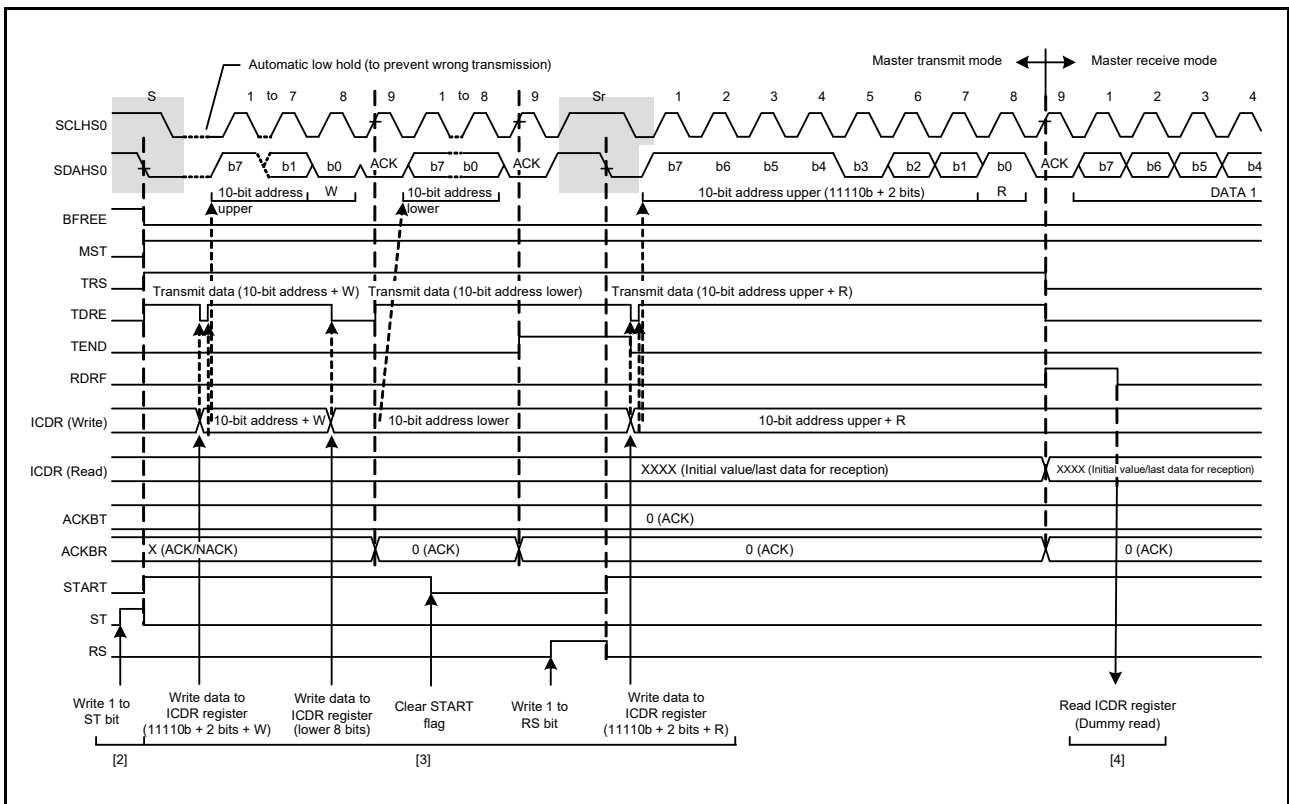 Master transmit mode Master receive mode
Automatic low hold (to prevent wrong transmission)
S 1 to 7 8 9 1 to 8 9 Sr 1 2 3 4 5 6 7 8 9 1 2 3 4
SCLHS0
SDAHS0 b7 b1 b0 ACK b7 b0 ACK b7 b6 b5 b4 b3 b2 b1 b0 ACK b7 b6 b5 b4
10-bit address W 10-bit address 10-bit address upper (11110b + 2 bits) R DATA 1
upper lower
BFREE
MST
TRS
Transmit data (10-bit address + W) Transmit data (10-bit address lower) Transmit data (10-bit address upper + R)
TDRE
TEND
RDRF
ICDR (Write) 10-bit address + W 10-bit address lower 10-bit address upper + R
ICDR (Read) XXXX (Initial value/last data for reception) XXXX (Initial value/last data for reception)
ACKBT 0 (ACK)
ACKBR X (ACK/NACK) 0 (ACK) 0 (ACK) 0 (ACK)
START
ST
RS
Write 1 to Write data to Write data to Clear START Write 1 to Write data to Read ICDR register
ST bit ICDR register ICDR register flag RS bit ICDR register (Dummy read)
(11110b + 2 bits + W) (lower 8 bits) (11110b + 2 bits + R)
[2] [3] [4]